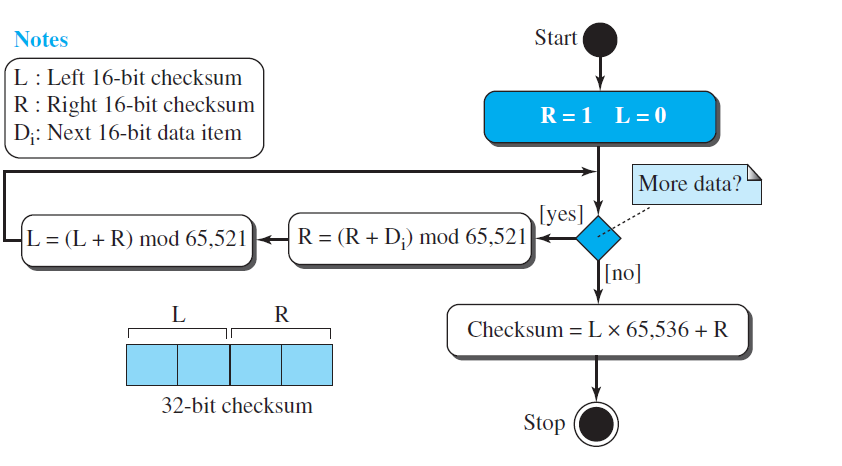 Notes
L : Left 16-bit checksum
R : Right 16-bit checksum
Di: Next 16-bit data item
Start
R = 1 L = 0
More data?
[yes]
L = (L + R) mod 65,521
R = (R + Di) mod 65,521
[no]
L R
Checksum = L × 65,536 + R
32-bit checksum
Stop